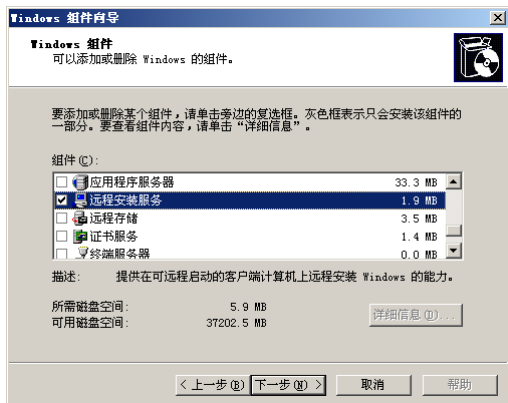 Windows 组件向导
Windows 组件
可以添加或删除 Windows 的组件。
要添加或删除某个组件，请单击旁边的复选框。灰色框表示只会安装该组件的
一部分。要查看组件内容，请单击“详细信息”。
组件(C):
应用程序服务器 33.3 MB
远程安装服务 1.9 MB
远程存储 3.5 MB
证书服务 1.4 MB
终端服务器 0.0 MB
描述: 提供在可远程启动的客户端计算机上远程安装 Windows 的能力。
所需磁盘空间: 5.9 MB
可用磁盘空间: 37202.5 MB
详细信息(D)...
< 上一步(B) 下一步(N) > 取消 帮助